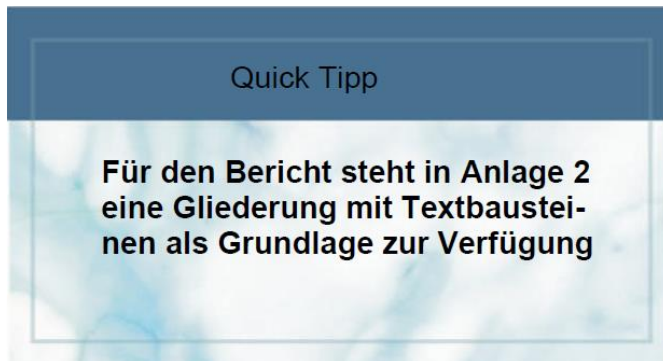 Quick Tipp
Für den Bericht steht in Anlage 2
eine Gliederung mit Textbaustei-
nen als Grundlage zur Verfügung